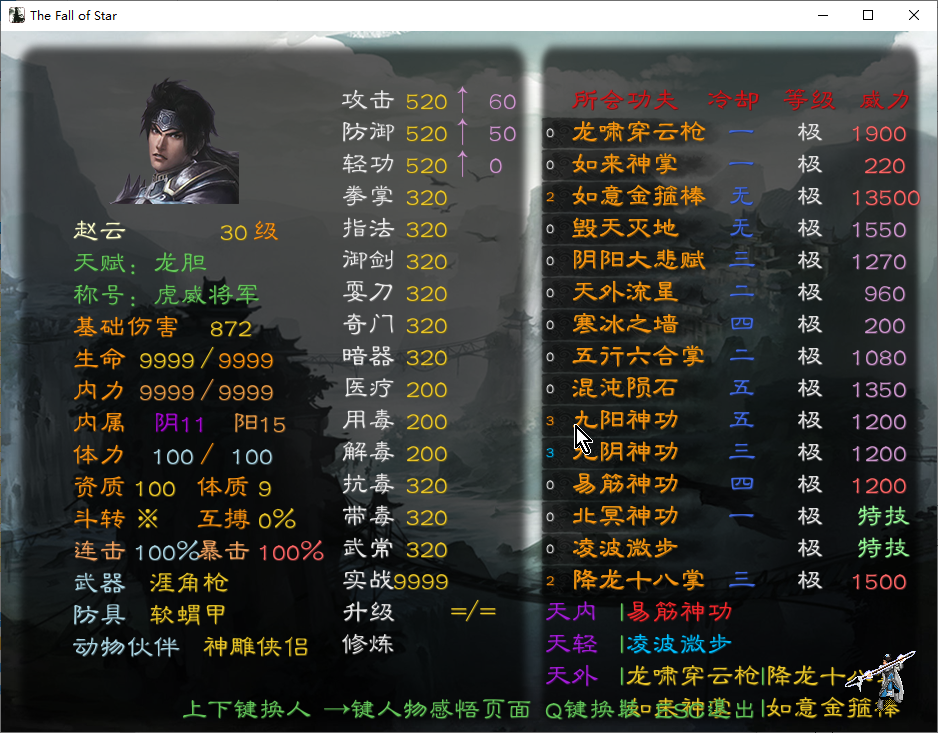 The Fall of Star
赵云 30 级
天赋：龙胆
称号：虎威将军
基础伤害 872
生命 9999 / 9999
内力 9999 / 9999
内属 阴11 阳15
体力 100 / 100
资质 100 体质 9
斗转 ※ 互搏 0%
连击 100% 暴击 100%
武器 涯角枪
防具 软猬甲
动物伙伴 神雕侠侣
攻击 520 ↑ 60
防御 520 ↑ 50
轻功 520 ↑ 0
拳掌 320
指法 320
御剑 320
耍刀 320
奇门 320
暗器 320
医疗 200
用毒 200
解毒 200
抗毒 320
带毒 320
武常 320
实战 9999
升级 =/=
修炼
所会功夫 冷却 等级 威力
0 龙啸穿云枪 一 极 1900
0 如来神掌 一 极 220
2 如意金箍棒 无 极 13500
0 毁天灭地 无 极 1550
0 阴阳大悲赋 三 极 1270
0 天外流星 二 极 960
0 寒冰之墙 四 极 200
0 五行六合掌 二 极 1080
0 混沌陨石 五 极 1350
3 九阳神功 五 极 1200
3 九阴神功 三 极 1200
0 易筋神功 四 极 1200
0 北冥神功 一 极 特技
0 凌波微步 极 特技
2 降龙十八掌 三 极 1500
天内 |易筋神功
天轻 |凌波微步
天外 |龙啸穿云枪|降龙十八
如来神掌 |如意金箍棒
上下键换人 →键人物感悟页面 Q键换 ESC退出